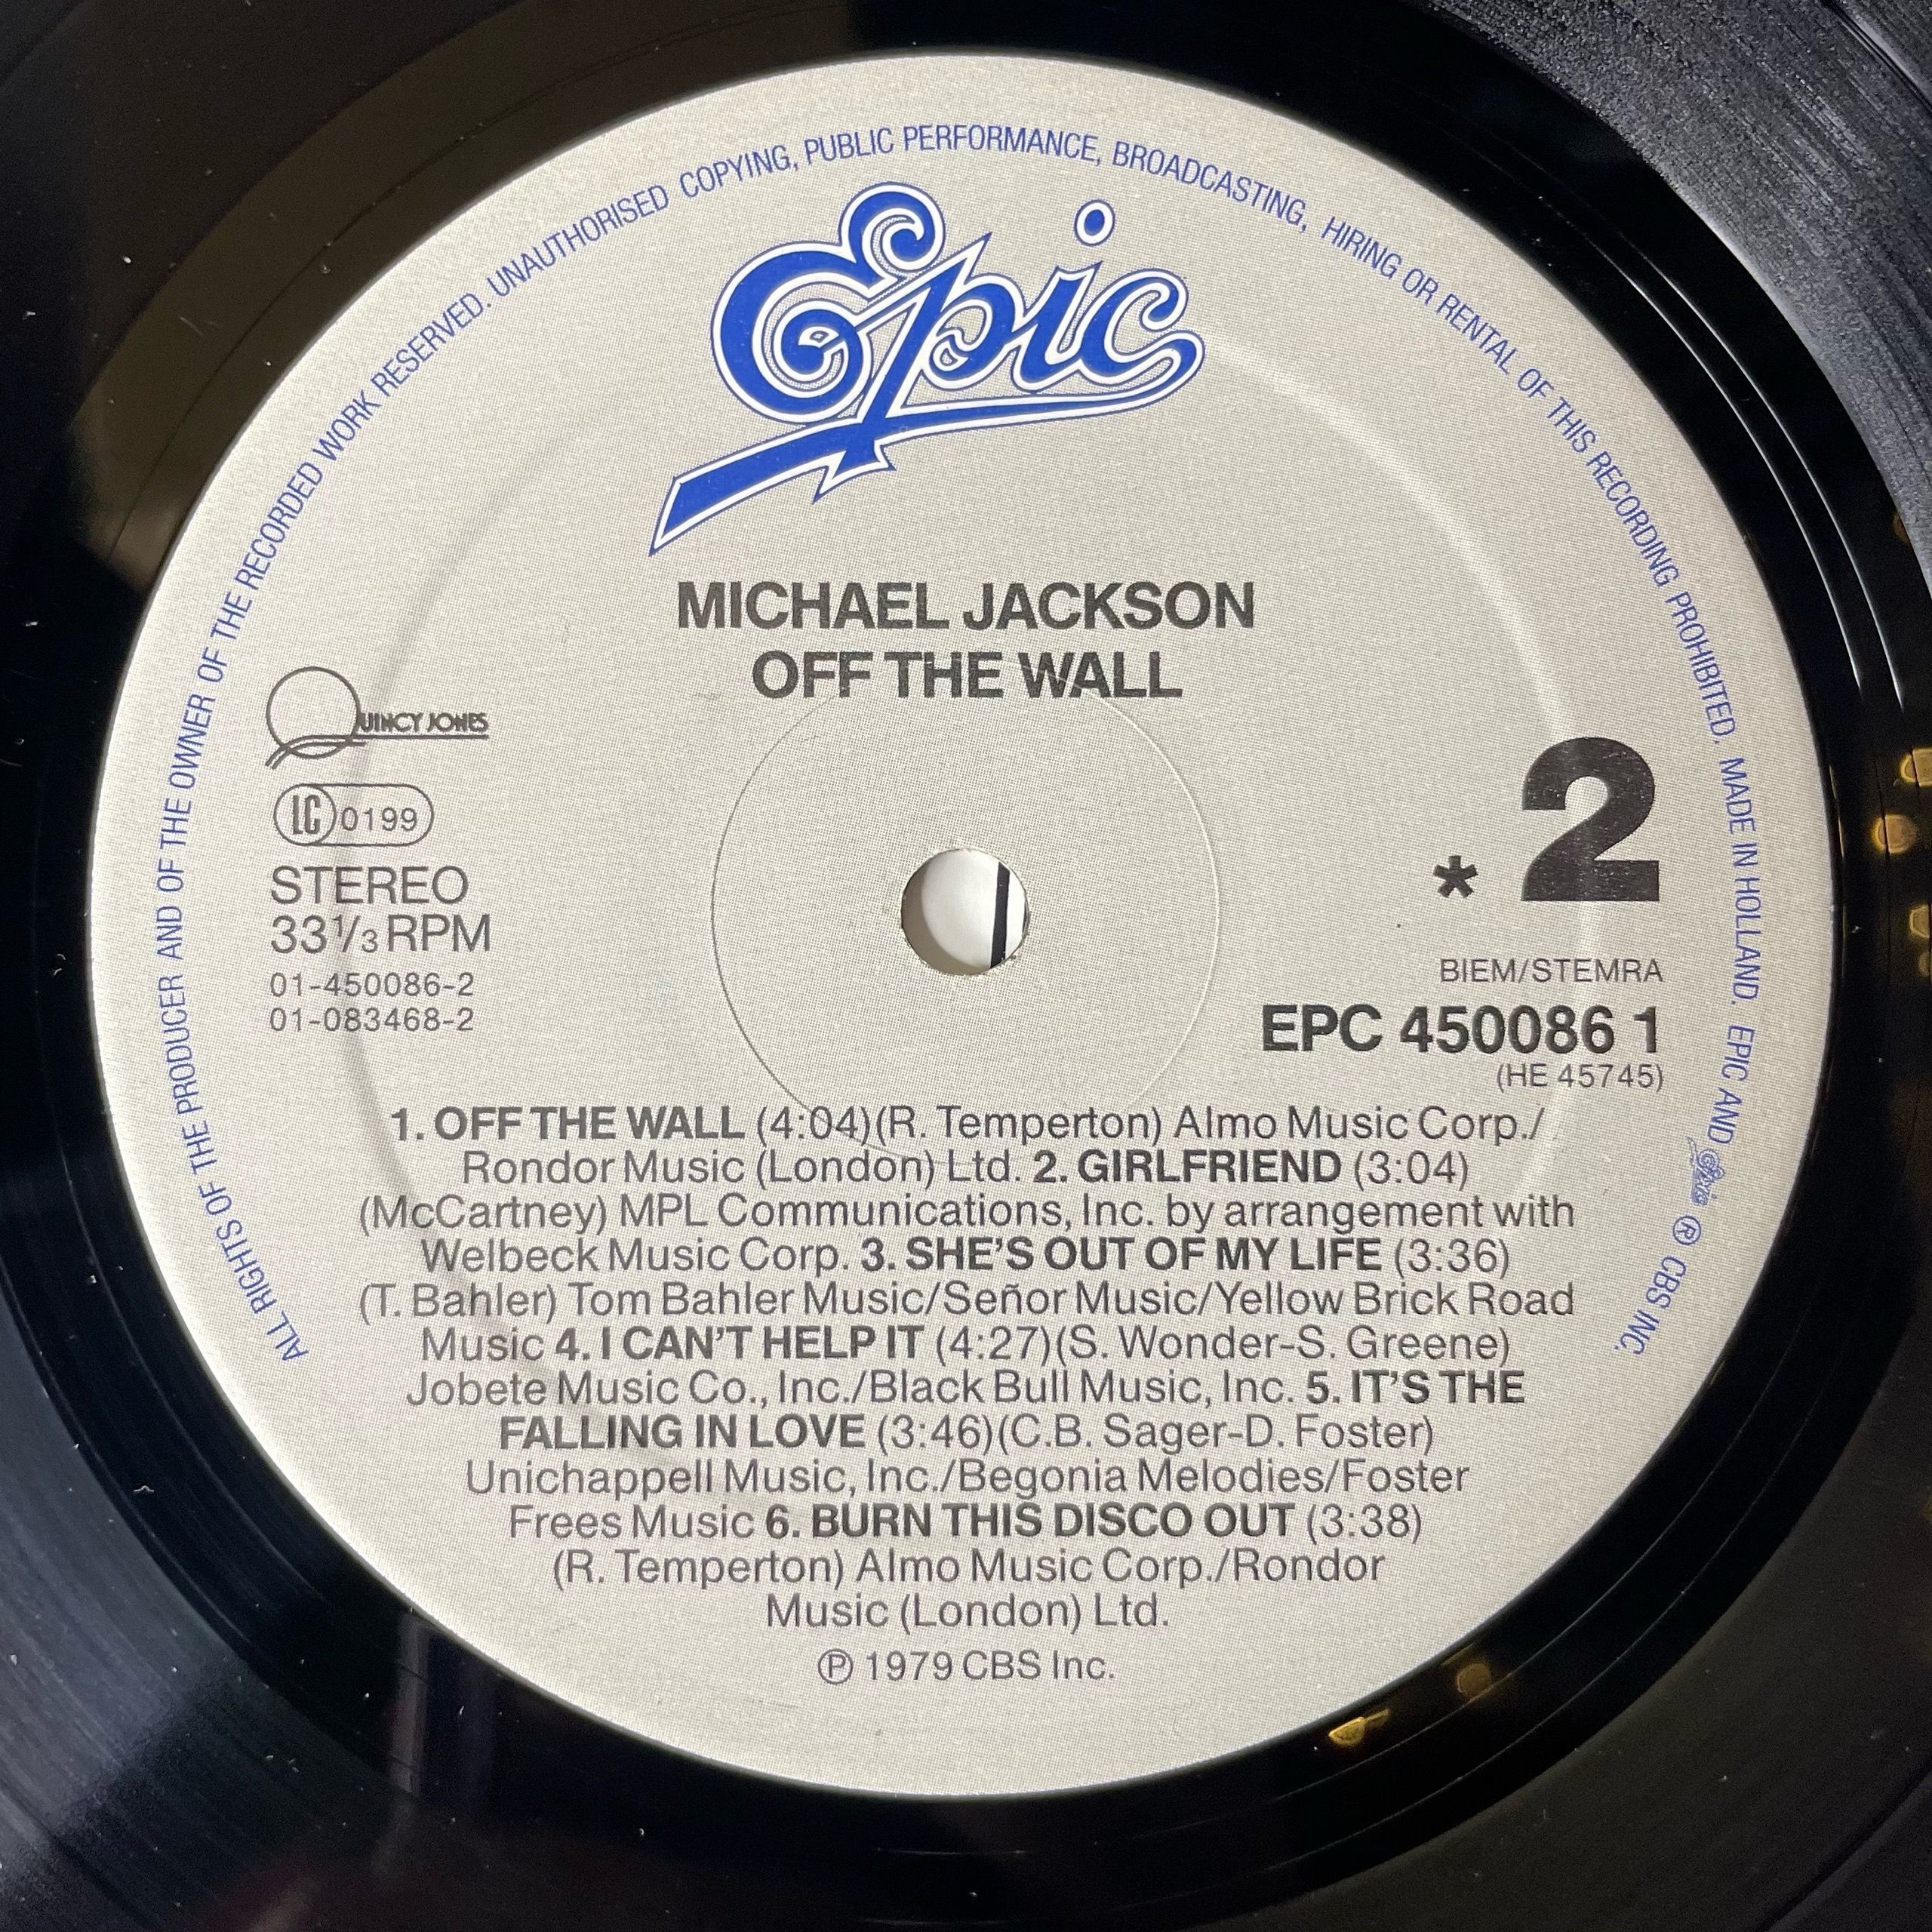 ALL RIGHTS OF THE PRODUCER AND OF THE OWNER OF THE RECORDED WORK RESERVED. UNAUTHORISED COPYING, PUBLIC PERFORMANCE, BROADCASTING, HIRING OR RENTAL OF THIS RECORDING PROHIBITED. MADE IN HOLLAND. EPIC AND Epic ® CBS INC.
Epic
MICHAEL JACKSON
OFF THE WALL
QUINCY JONES
LC 0199
STEREO
33 1/3 RPM
01-450086-2
01-083468-2
* 2
BIEM/STEMRA
EPC 450086 1
(HE 45745)
1. OFF THE WALL (4:04)(R. Temperton) Almo Music Corp./
Rondor Music (London) Ltd. 2. GIRLFRIEND (3:04)
(McCartney) MPL Communications, Inc. by arrangement with
Welbeck Music Corp. 3. SHE'S OUT OF MY LIFE (3:36)
(T. Bahler) Tom Bahler Music/Señor Music/Yellow Brick Road
Music 4. I CAN'T HELP IT (4:27)(S. Wonder-S. Greene)
Jobete Music Co., Inc./Black Bull Music, Inc. 5. IT'S THE
FALLING IN LOVE (3:46)(C.B. Sager-D. Foster)
Unichappell Music, Inc./Begonia Melodies/Foster
Frees Music 6. BURN THIS DISCO OUT (3:38)
(R. Temperton) Almo Music Corp./Rondor
Music (London) Ltd.
℗ 1979 CBS Inc.